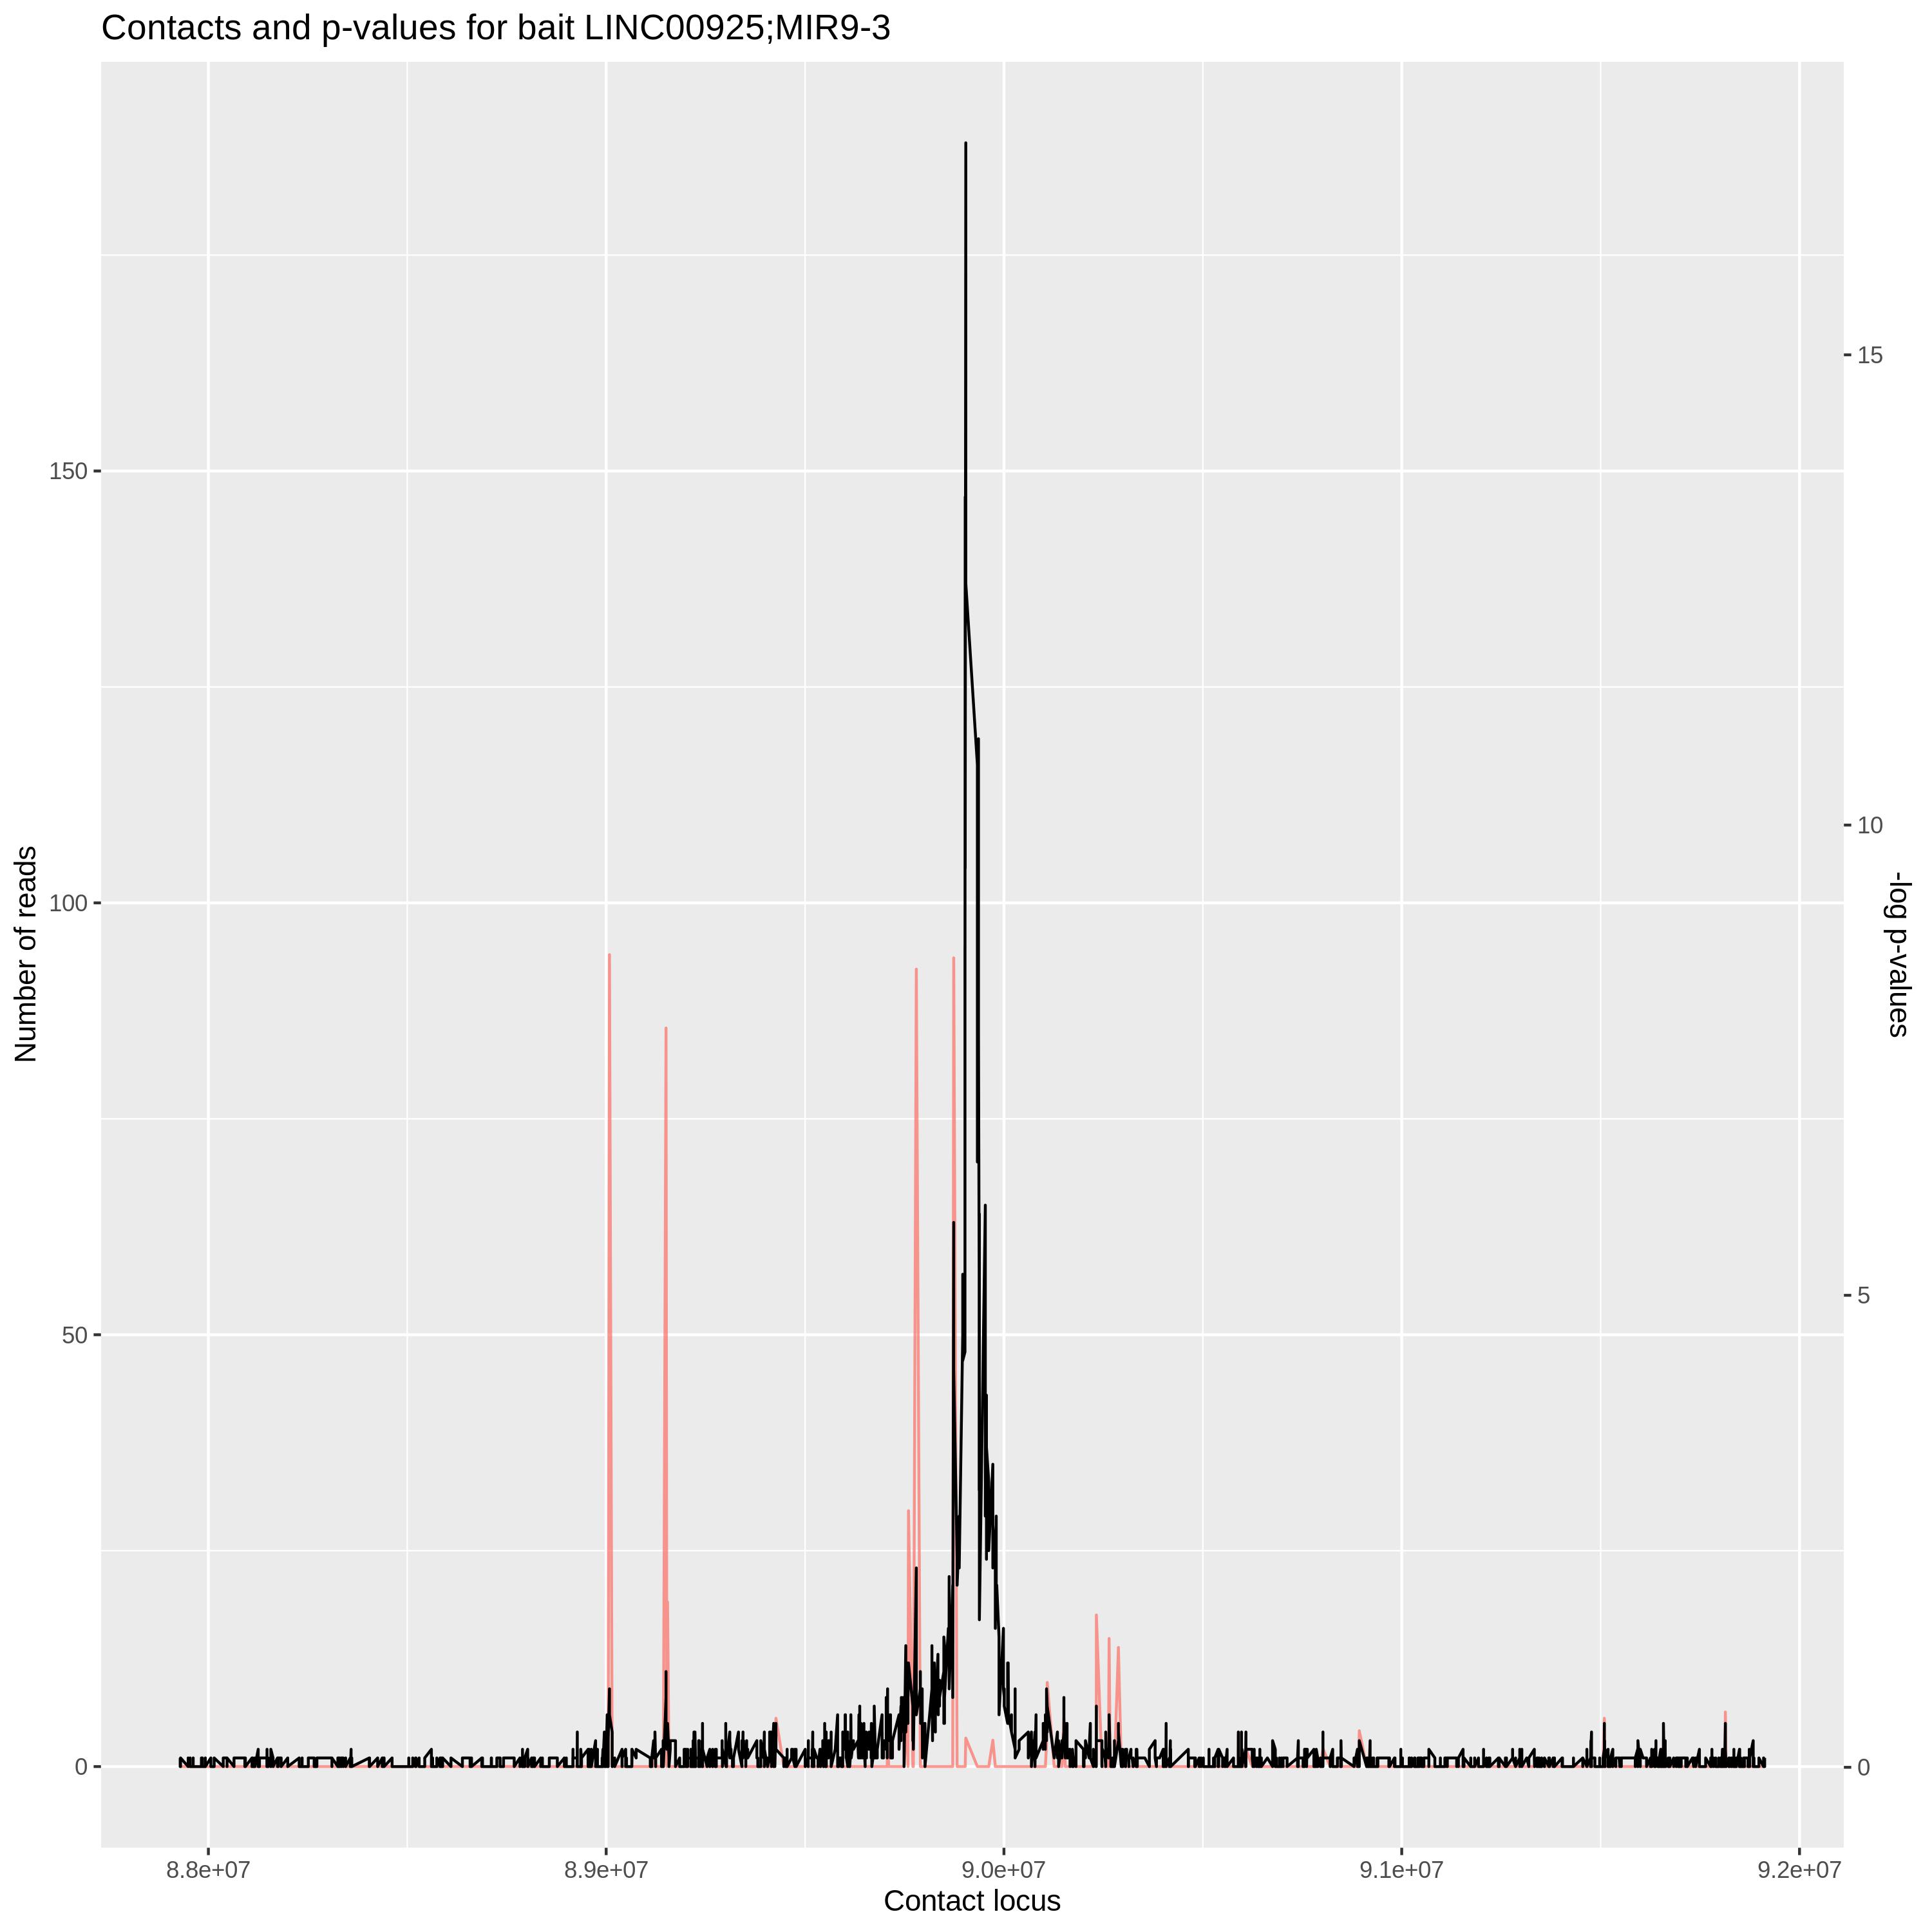 Contacts and p-values for bait LINC00925;MIR9-3
Number of reads
150
100
50
0
15
10
5
0
-log p-values
8.8e+07
8.9e+07
9.0e+07
9.1e+07
9.2e+07
Contact locus